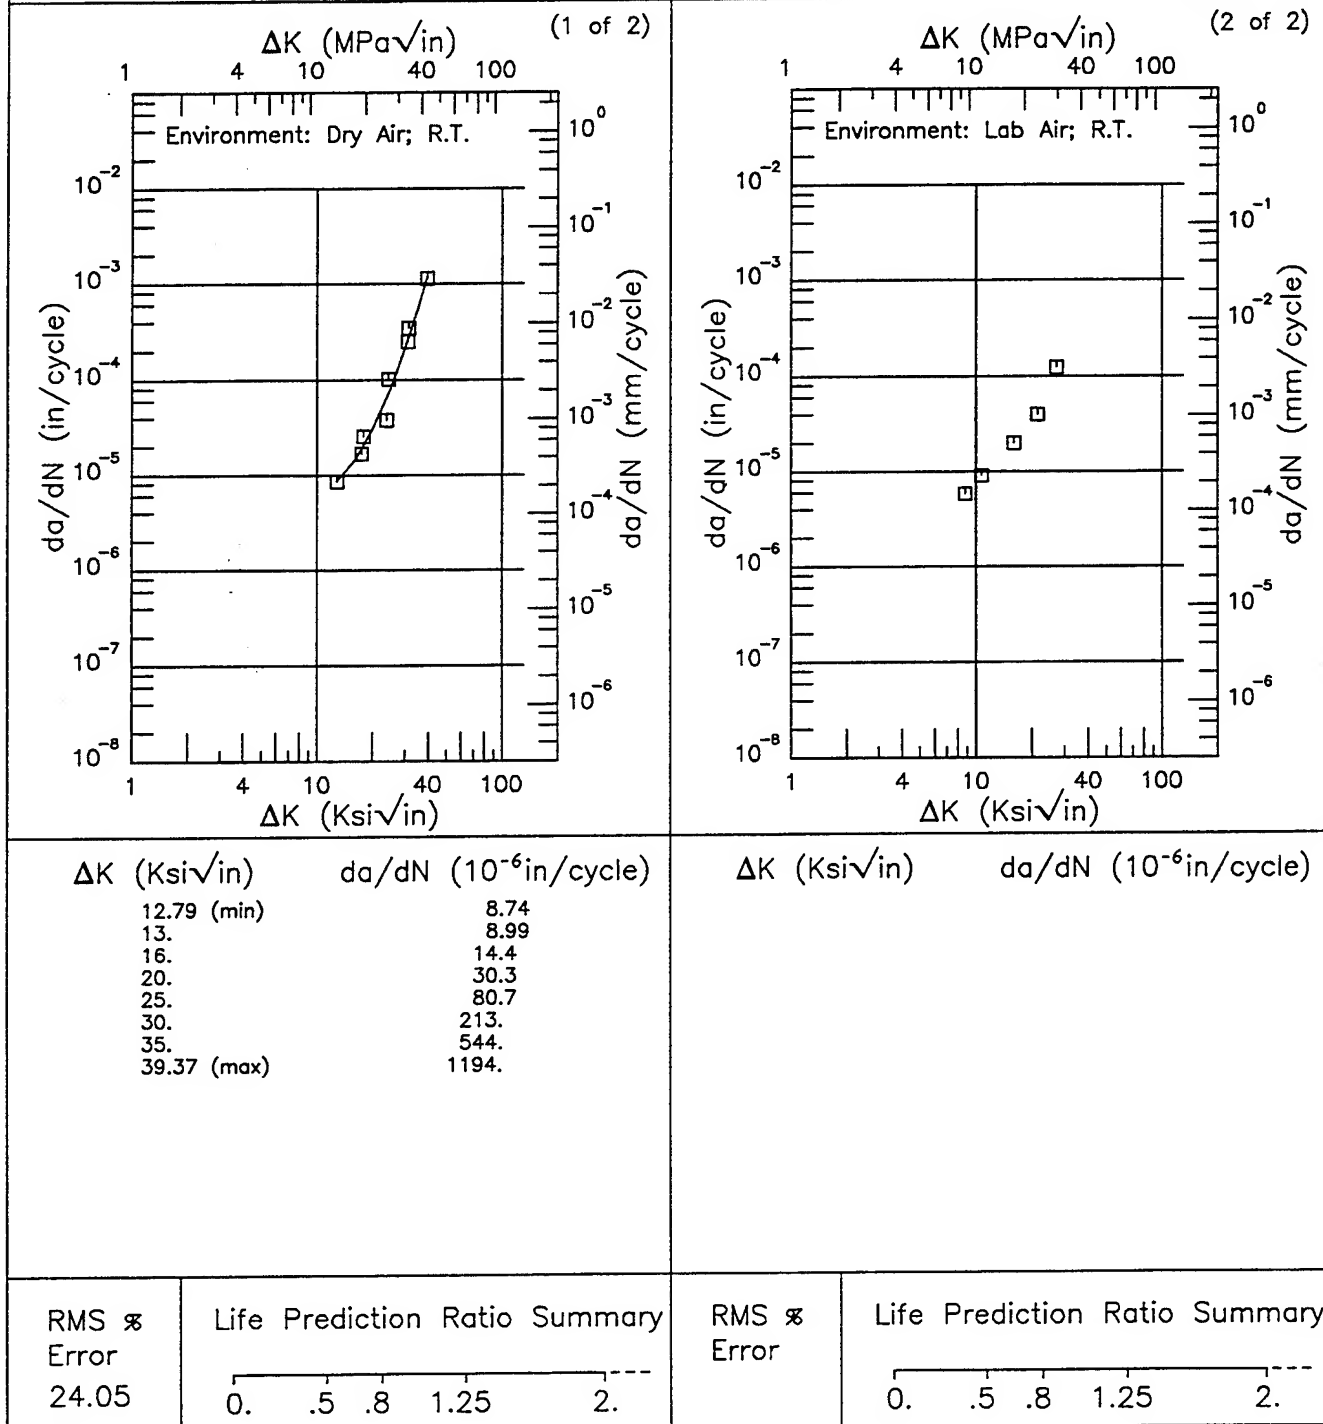 (1 of 2)
ΔK (MPa√in)
1 4 10 40 100
Environment: Dry Air; R.T.
da/dN (in/cycle)
10⁻²
10⁻³
10⁻⁴
10⁻⁵
10⁻⁶
10⁻⁷
10⁻⁸
10⁰
10⁻¹
10⁻²
10⁻³
10⁻⁴
10⁻⁵
10⁻⁶
da/dN (mm/cycle)
1 4 10 40 100
ΔK (Ksi√in)
ΔK (Ksi√in) da/dN (10⁻⁶in/cycle)
12.79 (min) 8.74
13. 8.99
16. 14.4
20. 30.3
25. 80.7
30. 213.
35. 544.
39.37 (max) 1194.
RMS %
Error
24.05
Life Prediction Ratio Summary
0. .5 .8 1.25 2.
(2 of 2)
ΔK (MPa√in)
1 4 10 40 100
Environment: Lab Air; R.T.
da/dN (in/cycle)
10⁻²
10⁻³
10⁻⁴
10⁻⁵
10⁻⁶
10⁻⁷
10⁻⁸
10⁰
10⁻¹
10⁻²
10⁻³
10⁻⁴
10⁻⁵
10⁻⁶
da/dN (mm/cycle)
1 4 10 40 100
ΔK (Ksi√in)
ΔK (Ksi√in) da/dN (10⁻⁶in/cycle)
RMS %
Error
Life Prediction Ratio Summary
0. .5 .8 1.25 2.